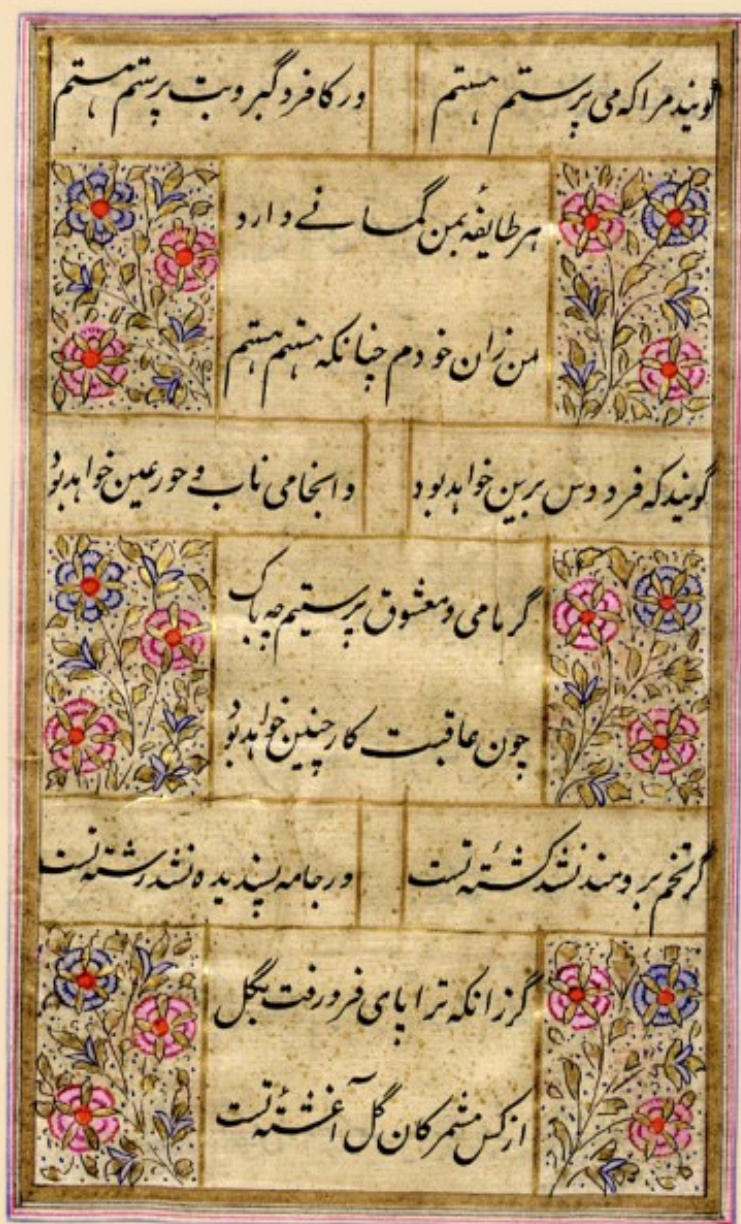 گویند مرا که می پرستم هستم
ور کافر و گبر و بت پرستم هستم
هر طایفهٔ بمن گمانے دارد
من زان خودم چنانکه هستم هستم
گویند که فردوس برین خواهد بود
وانجا می ناب و حور عین خواهد بود
گر ما می و معشوق پرستیم چه باک
چون عاقبت کار چنین خواهد بود
گر تخم برومند نشد کشتهٔ تست
ور جامه پسندیده نشد رشتهٔ تست
گر زانکه ترا پای فرو رفت بگل
از کس مشمر کان گل آغشتهٔ تست